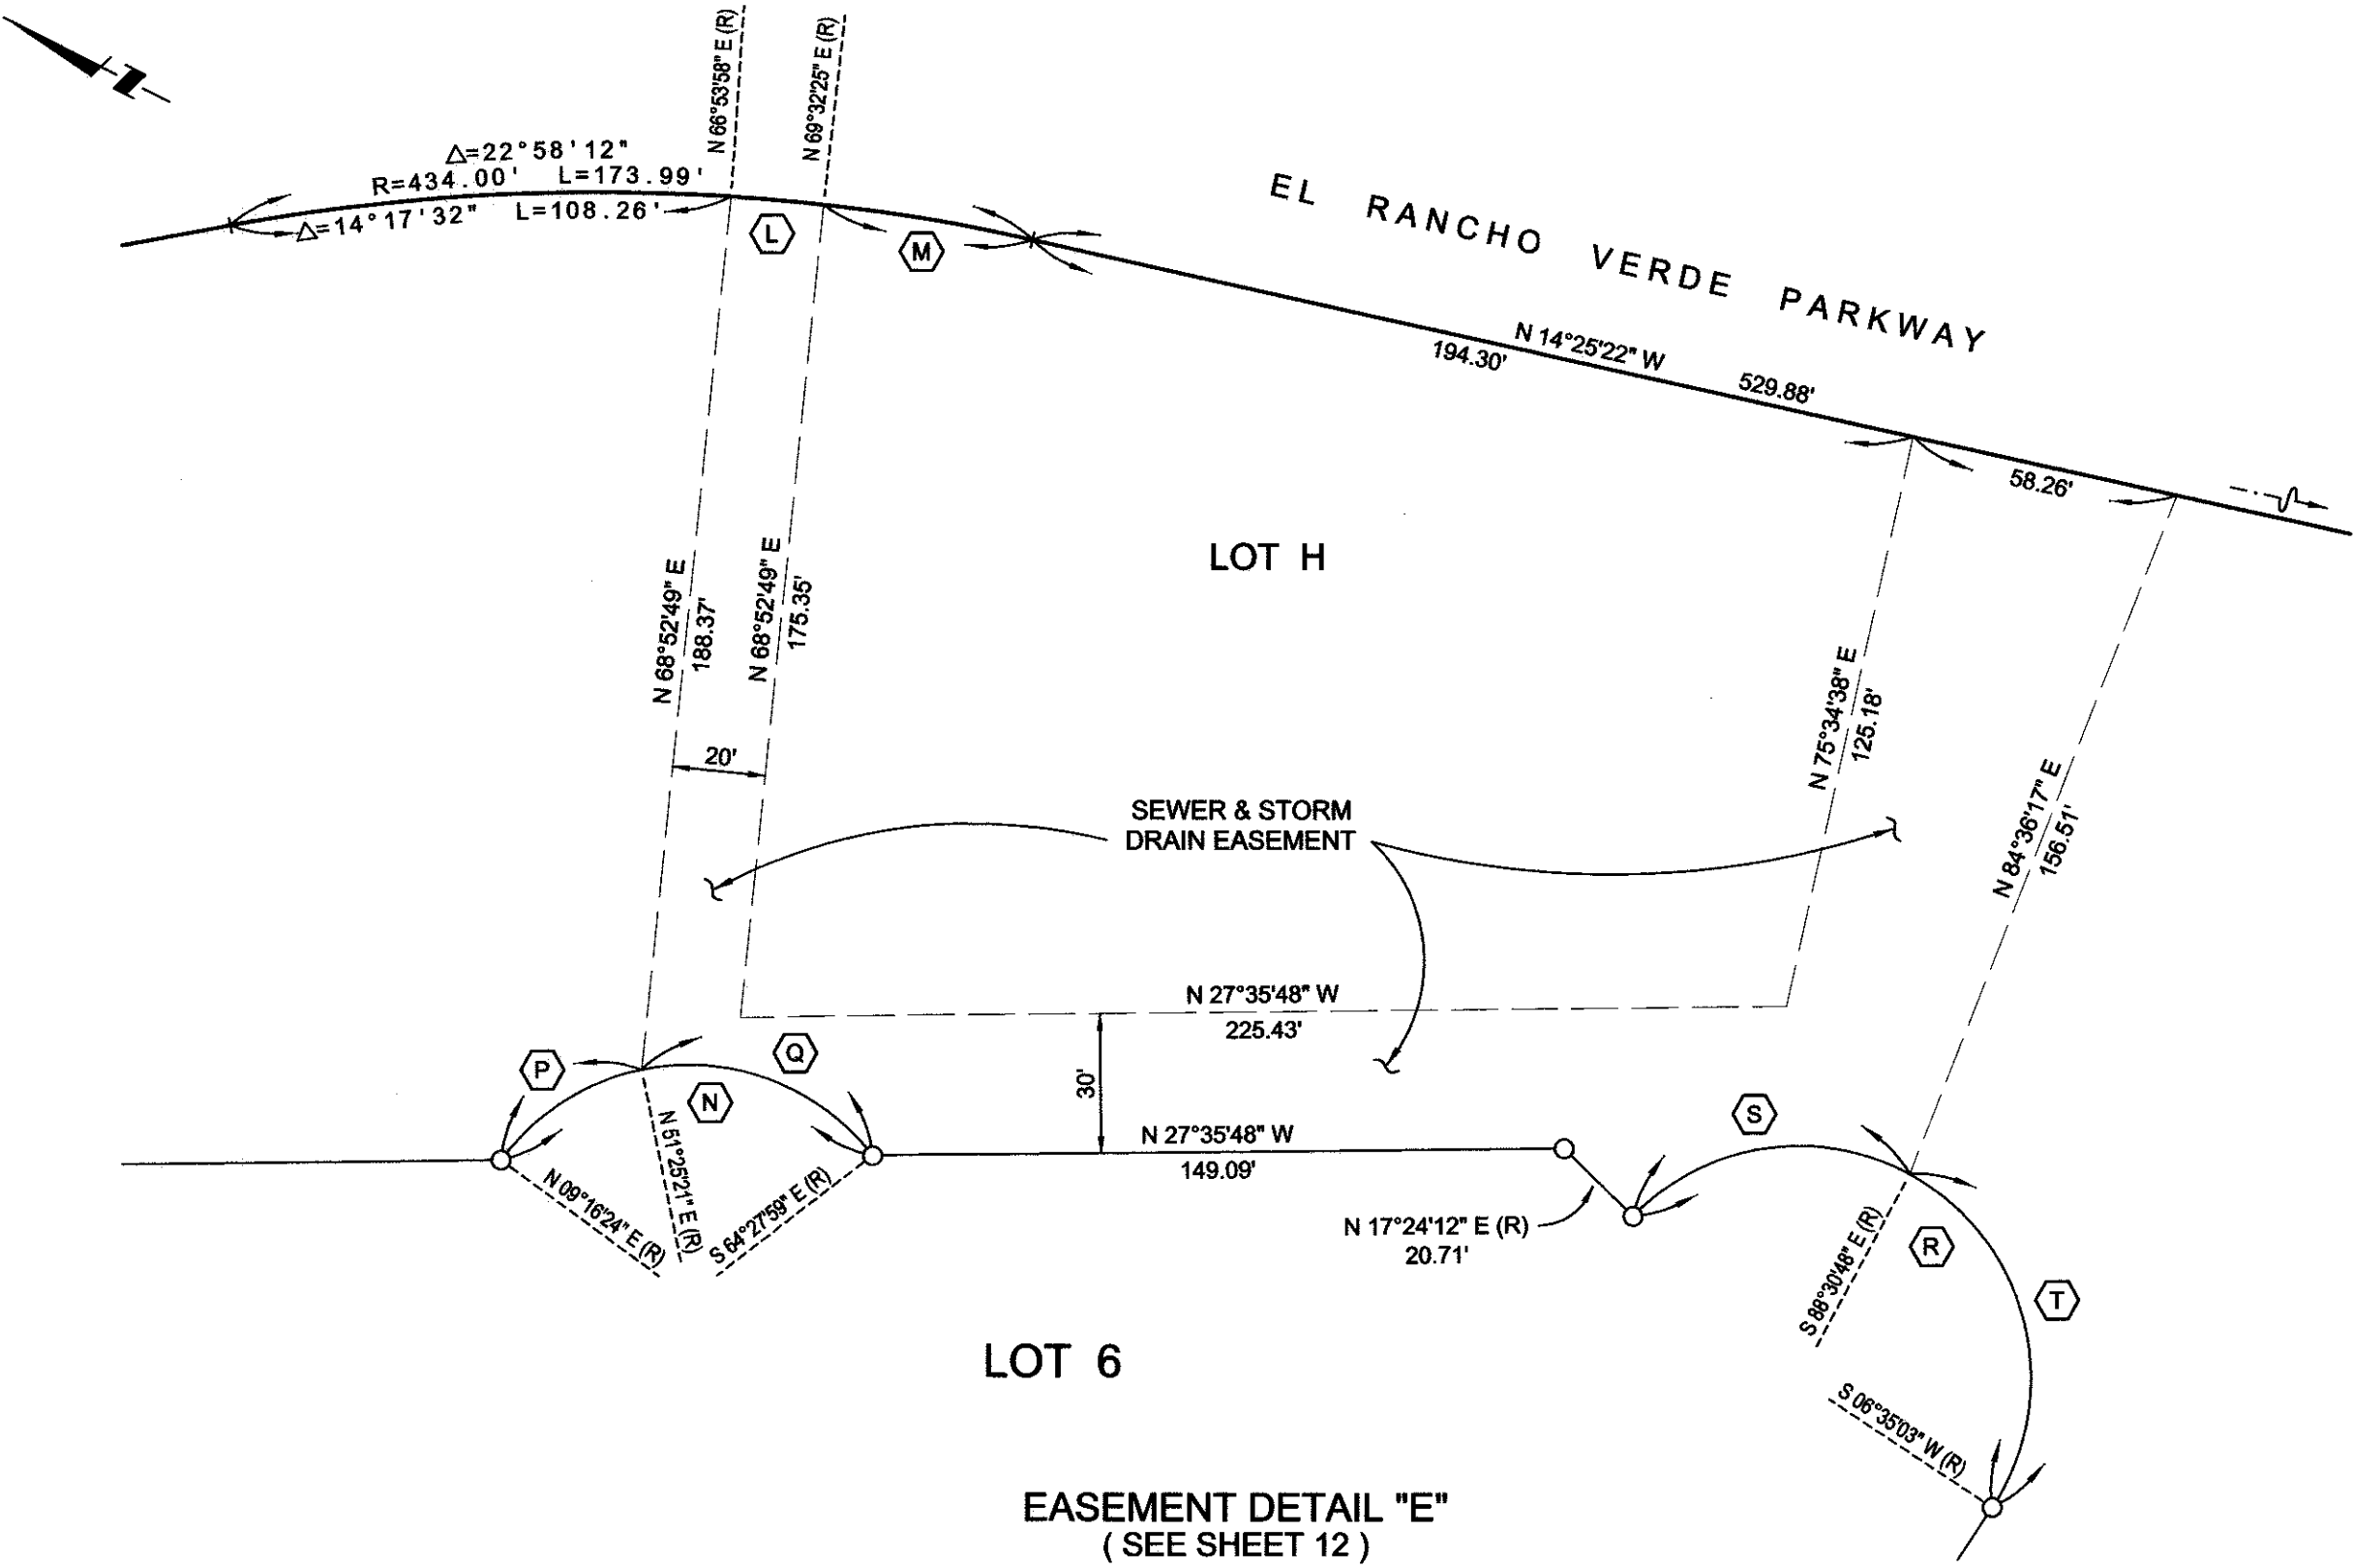 N
N 66°53'58" E (R)
N 69°32'25" E (R)
△=22°58'12"
R=434.00' L=173.99'
△=14°17'32" L=108.26'
L
M
EL RANCHO VERDE PARKWAY
N 14°25'22" W
194.30'
529.88'
58.26'
LOT H
N 68°52'49" E
188.37'
N 68°52'49" E
175.35'
N 75°34'38" E
125.18'
N 84°36'17" E
156.51'
20'
SEWER & STORM
DRAIN EASEMENT
N 27°35'48" W
225.43'
30'
P
Q
N
N 27°35'48" W
149.09'
N 09°16'24" E (R)
N 51°25'21" E (R)
S 64°27'59" E (R)
N 17°24'12" E (R)
20.71'
S
R
T
S 88°30'48" E (R)
S 06°35'03" W (R)
LOT 6
EASEMENT DETAIL "E"
( SEE SHEET 12 )